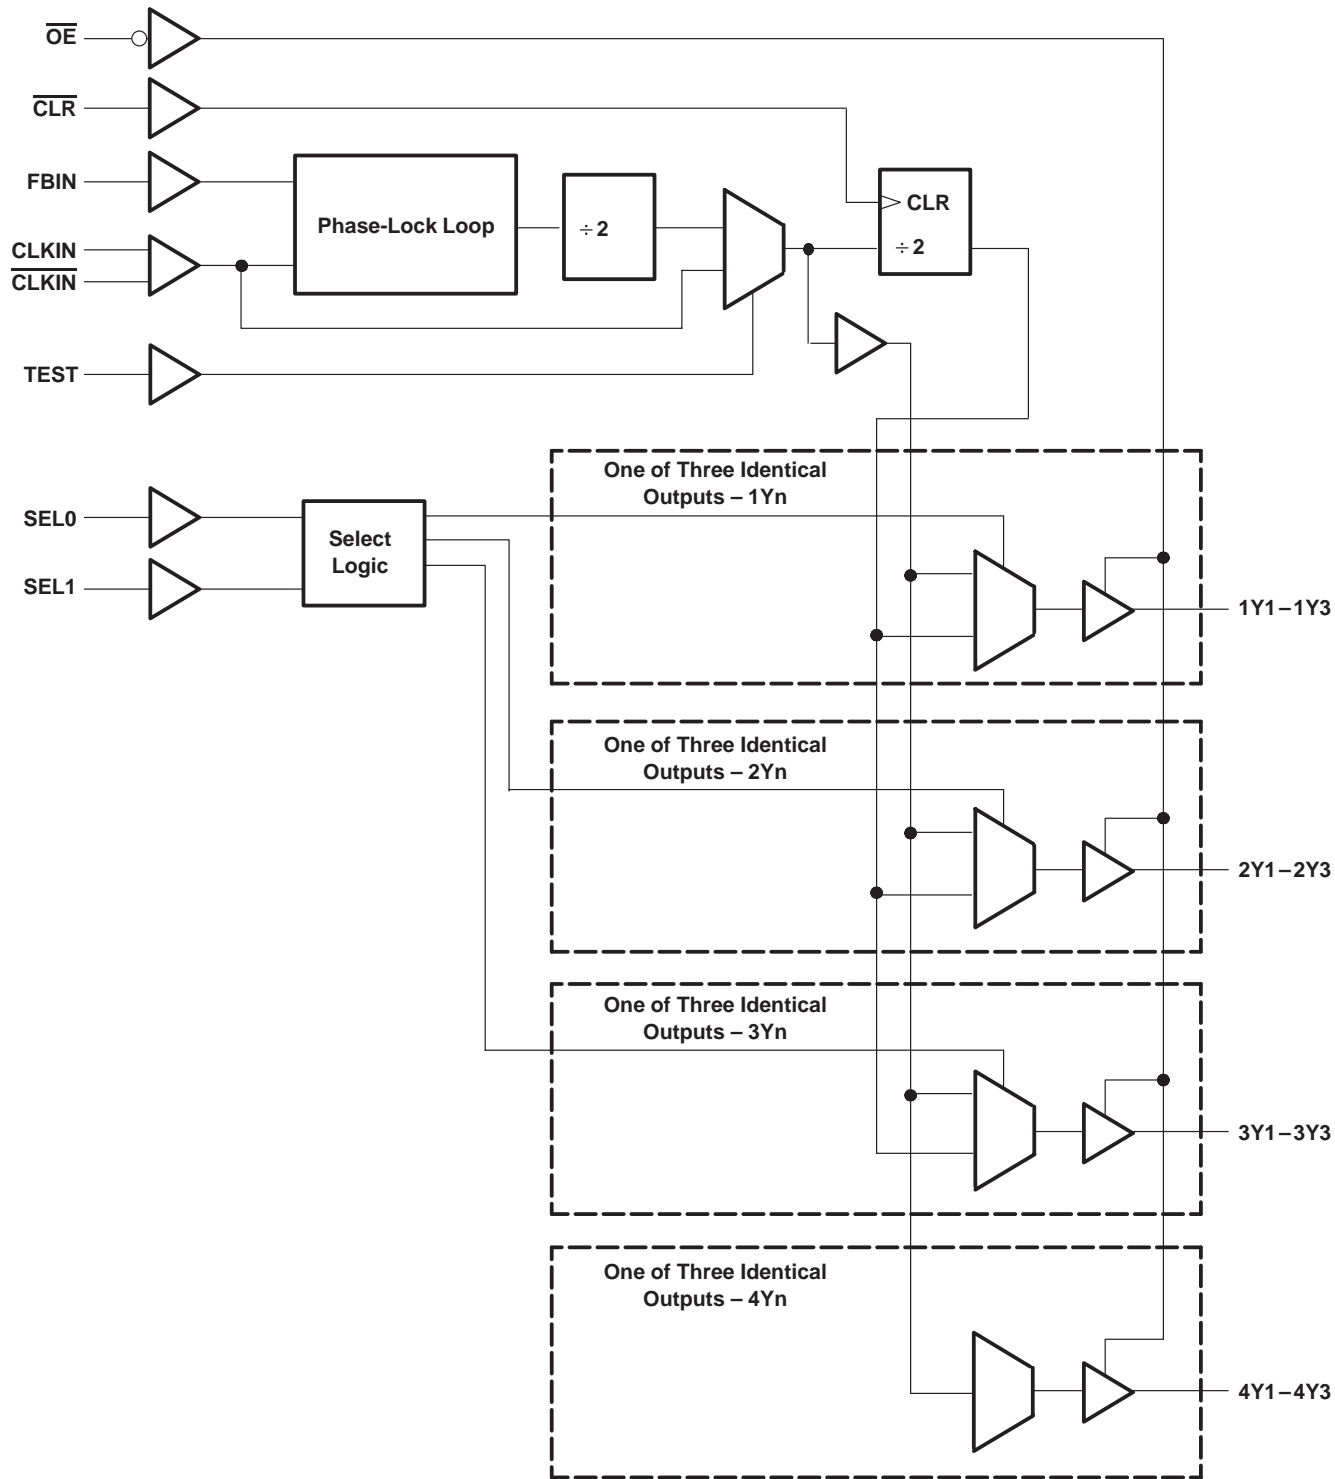 OE
CLR
FBIN
CLKIN
CLKIN
TEST
Phase-Lock Loop
÷2
CLR
÷2
SEL0
SEL1
Select
Logic
One of Three Identical
Outputs – 1Yn
1Y1–1Y3
One of Three Identical
Outputs – 2Yn
2Y1–2Y3
One of Three Identical
Outputs – 3Yn
3Y1–3Y3
One of Three Identical
Outputs – 4Yn
4Y1–4Y3